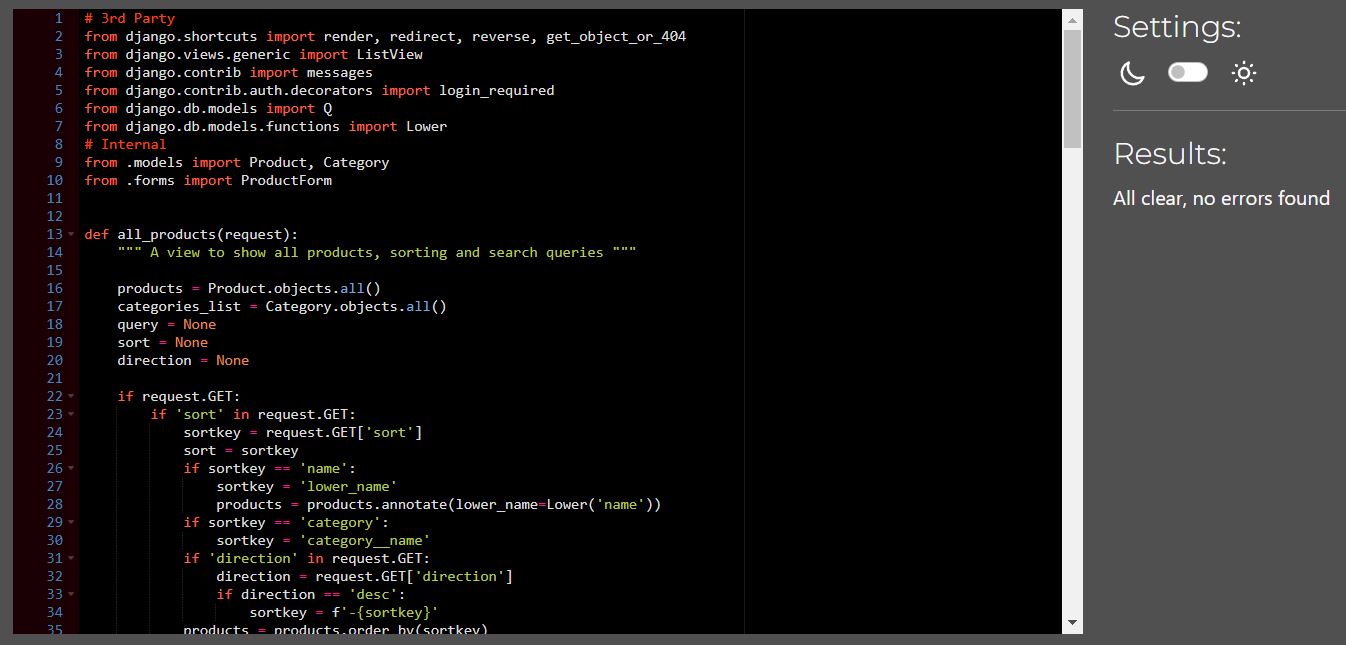 1 # 3rd Party
2 from django.shortcuts import render, redirect, reverse, get_object_or_404
3 from django.views.generic import ListView
4 from django.contrib import messages
5 from django.contrib.auth.decorators import login_required
6 from django.db.models import Q
7 from django.db.models.functions import Lower
8 # Internal
9 from .models import Product, Category
10 from .forms import ProductForm
11
12
13 def all_products(request):
14     """ A view to show all products, sorting and search queries """
15
16     products = Product.objects.all()
17     categories_list = Category.objects.all()
18     query = None
19     sort = None
20     direction = None
21
22     if request.GET:
23         if 'sort' in request.GET:
24             sortkey = request.GET['sort']
25             sort = sortkey
26             if sortkey == 'name':
27                 sortkey = 'lower_name'
28                 products = products.annotate(lower_name=Lower('name'))
29             if sortkey == 'category':
30                 sortkey = 'category__name'
31             if 'direction' in request.GET:
32                 direction = request.GET['direction']
33                 if direction == 'desc':
34                     sortkey = f'-{sortkey}'
35             products = products.order_by(sortkey)
Settings:
Results:
All clear, no errors found